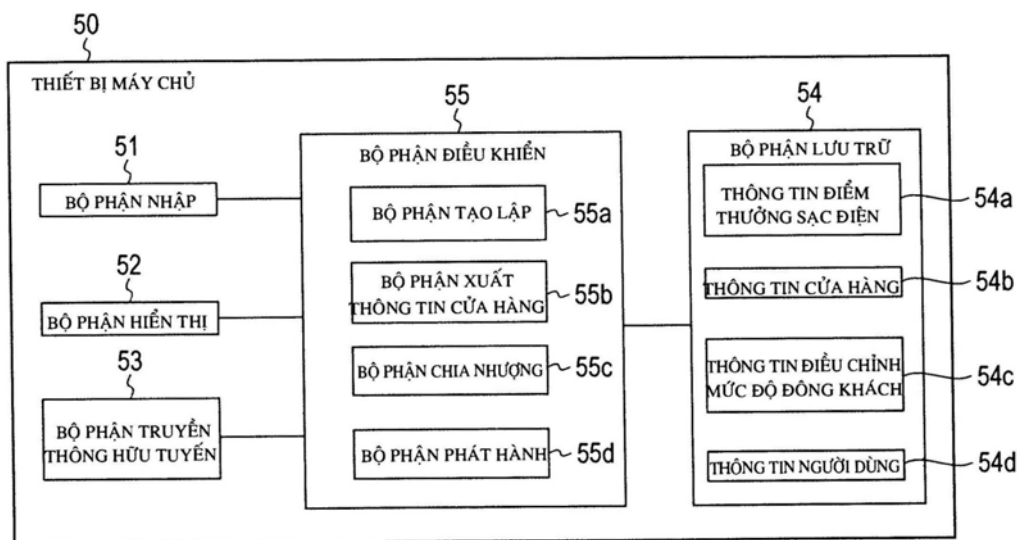 50
THIẾT BỊ MÁY CHỦ
51
BỘ PHẬN NHẬP
52
BỘ PHẬN HIỂN THỊ
53
BỘ PHẬN TRUYỀN
THÔNG HỮU TUYẾN
55
BỘ PHẬN ĐIỀU KHIỂN
BỘ PHẬN TẠO LẬP
55a
BỘ PHẬN XUẤT
THÔNG TIN CỬA HÀNG
55b
BỘ PHẬN CHIA NHƯỢNG
55c
BỘ PHẬN PHÁT HÀNH
55d
54
BỘ PHẬN LƯU TRỮ
THÔNG TIN ĐIỂM
THƯỞNG SẠC ĐIỆN
54a
THÔNG TIN CỬA HÀNG
54b
THÔNG TIN ĐIỀU CHỈNH
MỨC ĐỘ ĐÔNG KHÁCH
54c
THÔNG TIN NGƯỜI DÙNG
54d